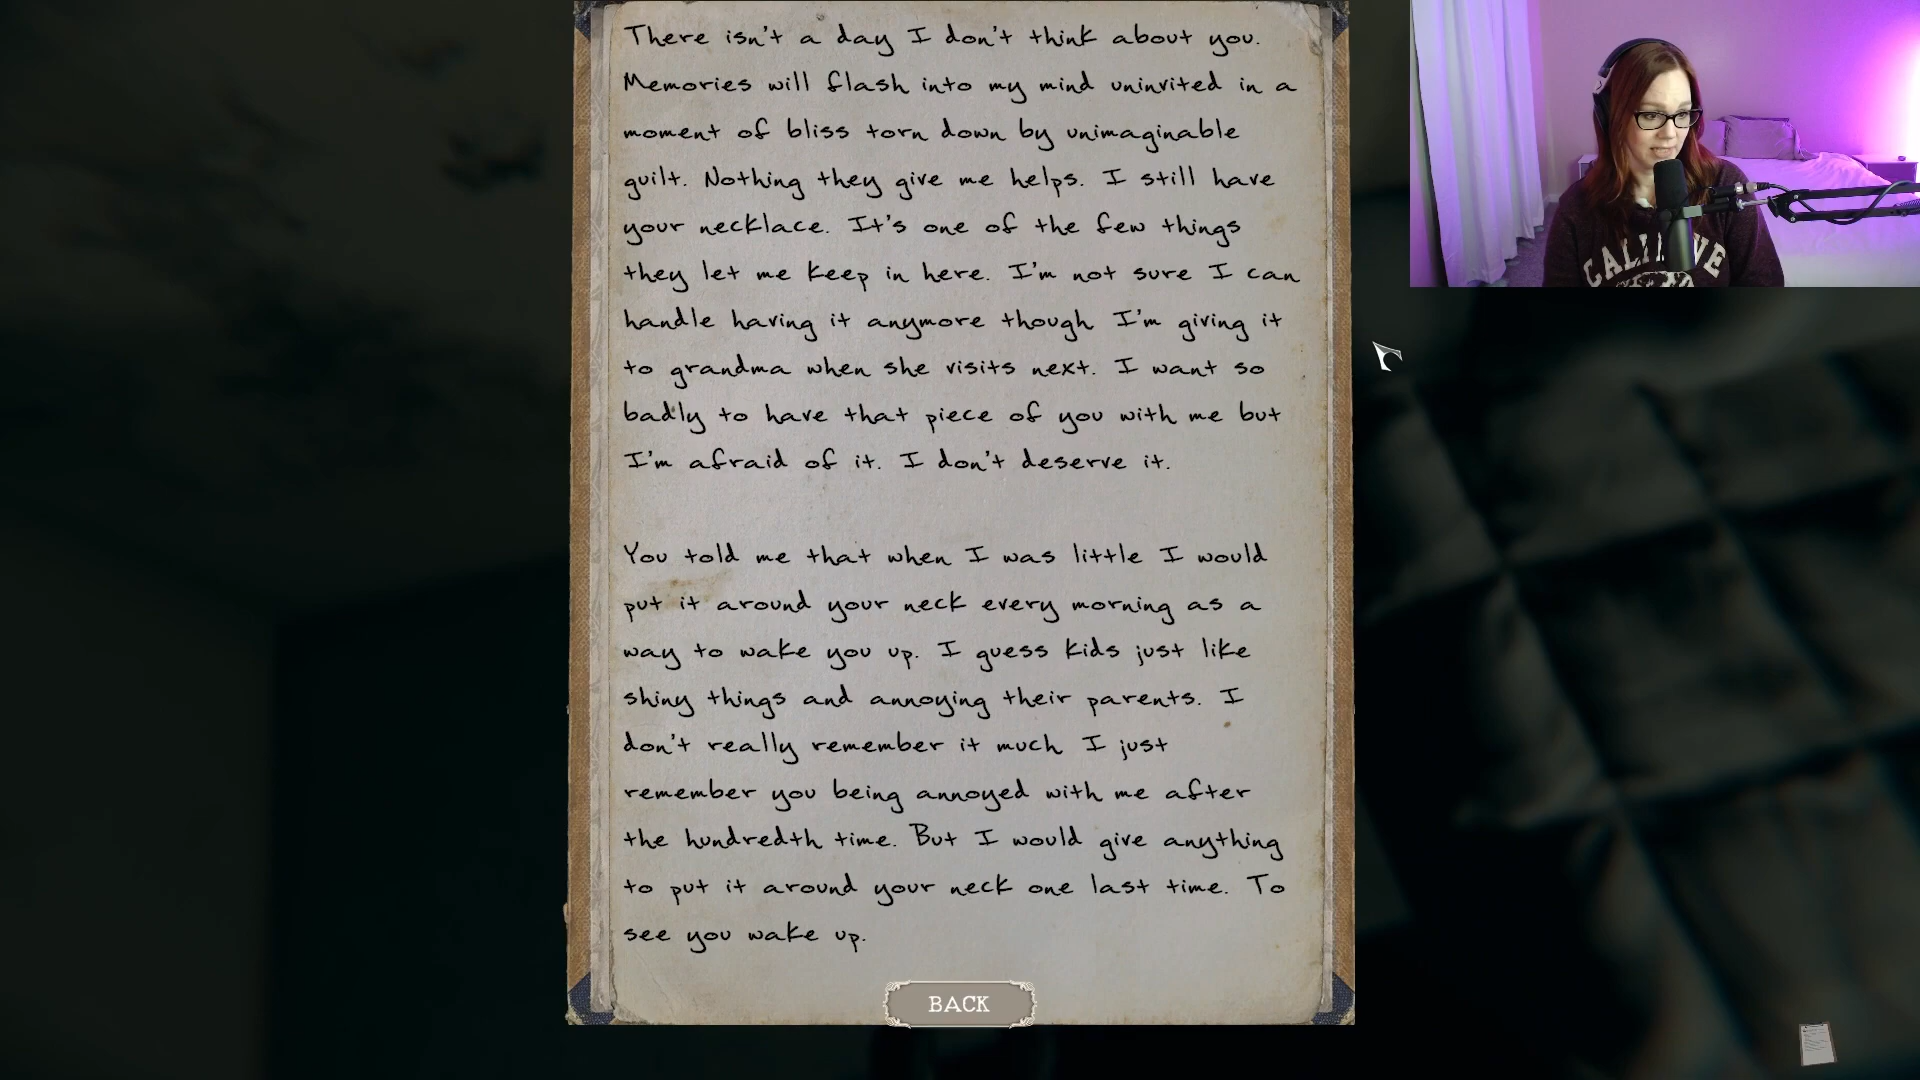 There isn't a day I don't think about you.
Memories will flash into my mind uninvited in a
moment of bliss torn down by unimaginable
guilt. Nothing they give me helps. I still have
your necklace. It's one of the few things
they let me keep in here. I'm not sure I can
handle having it anymore though I'm giving it
to grandma when she visits next. I want so
badly to have that piece of you with me but
I'm afraid of it. I don't deserve it.
You told me that when I was little I would
put it around your neck every morning as a
way to wake you up. I guess kids just like
shiny things and annoying their parents. I
don't really remember it much I just
remember you being annoyed with me after
the hundredth time. But I would give anything
to put it around your neck one last time. To
see you wake up.
BACK